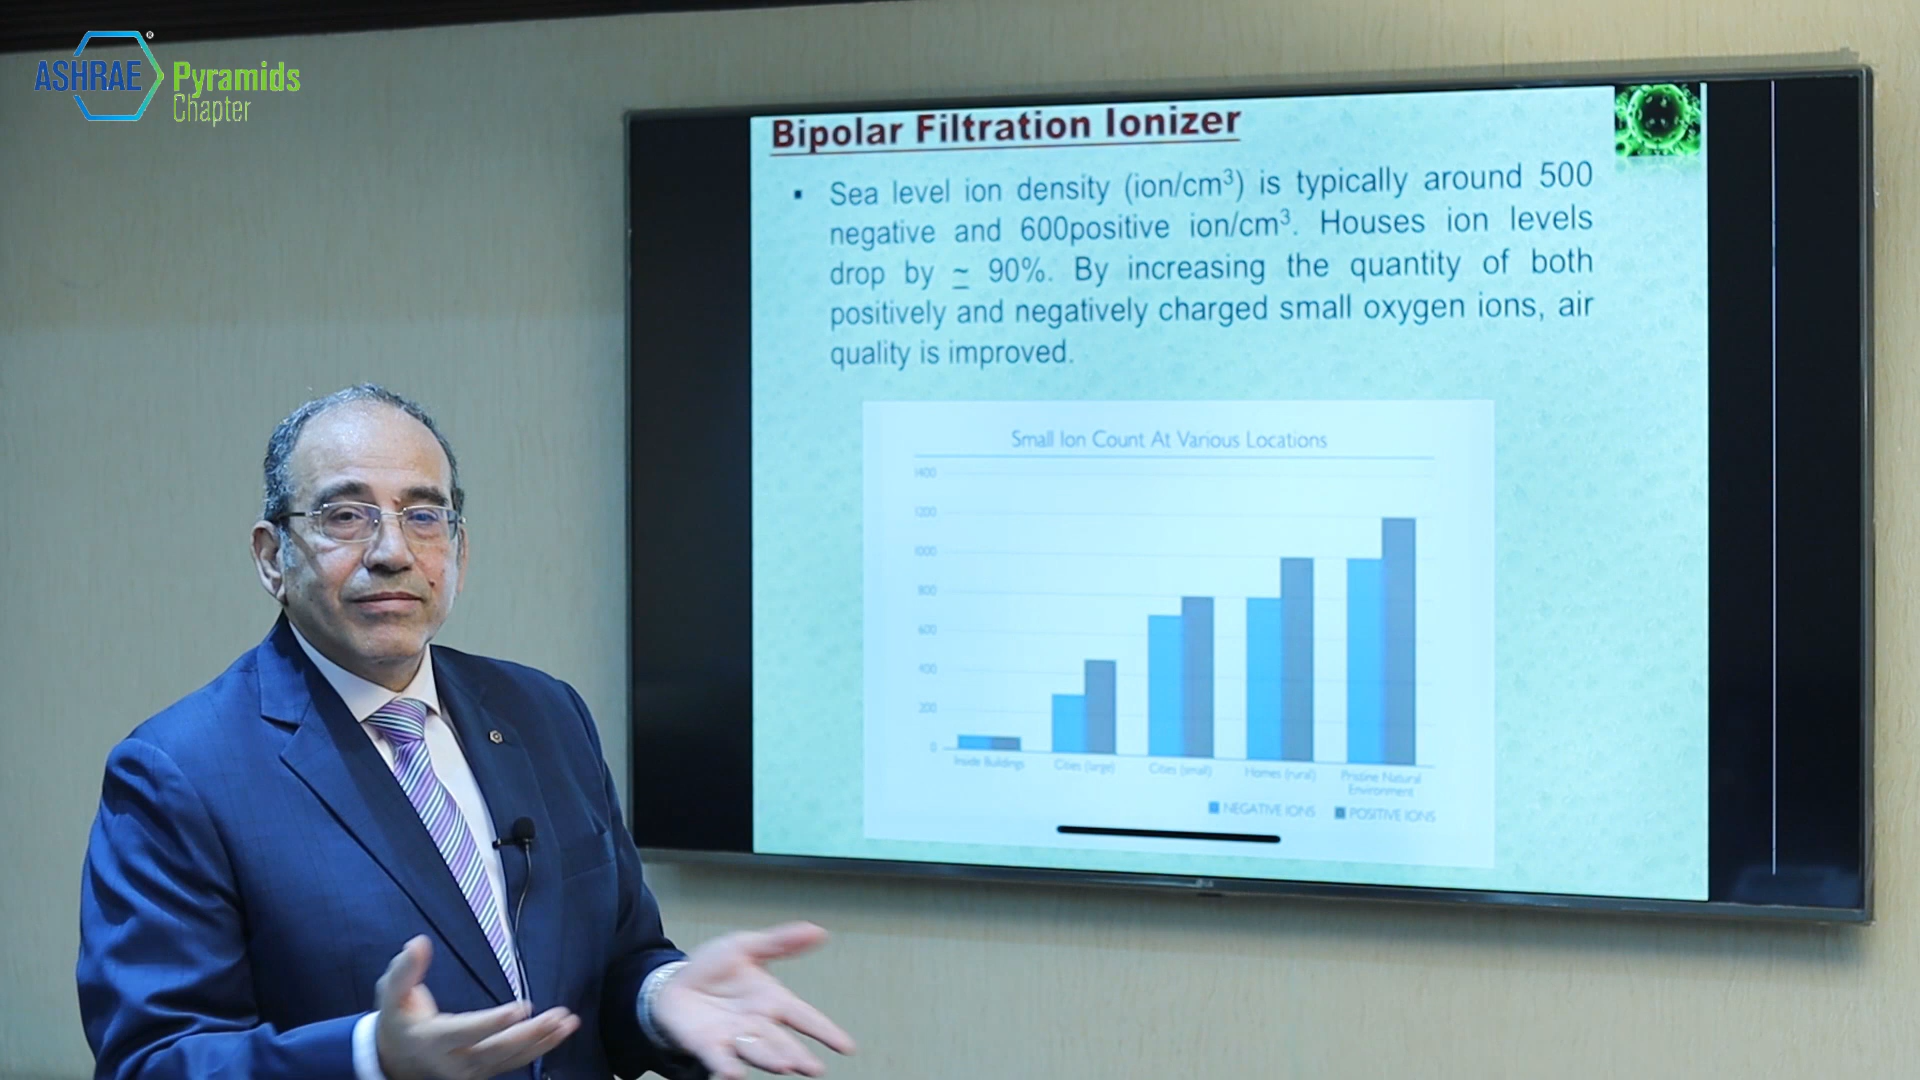 ASHRAE®
Pyramids
Chapter
Bipolar Filtration Ionizer
▪ Sea level ion density (ion/cm³) is typically around 500
negative and 600positive ion/cm³. Houses ion levels
drop by ~ 90%. By increasing the quantity of both
positively and negatively charged small oxygen ions, air
quality is improved.
Small Ion Count At Various Locations
1400
1200
1000
800
600
400
200
0
Inside Buildings
Cities (large)
Cities (small)
Homes (rural)
Pristine Natural
Environment
NEGATIVE IONS
POSITIVE IONS